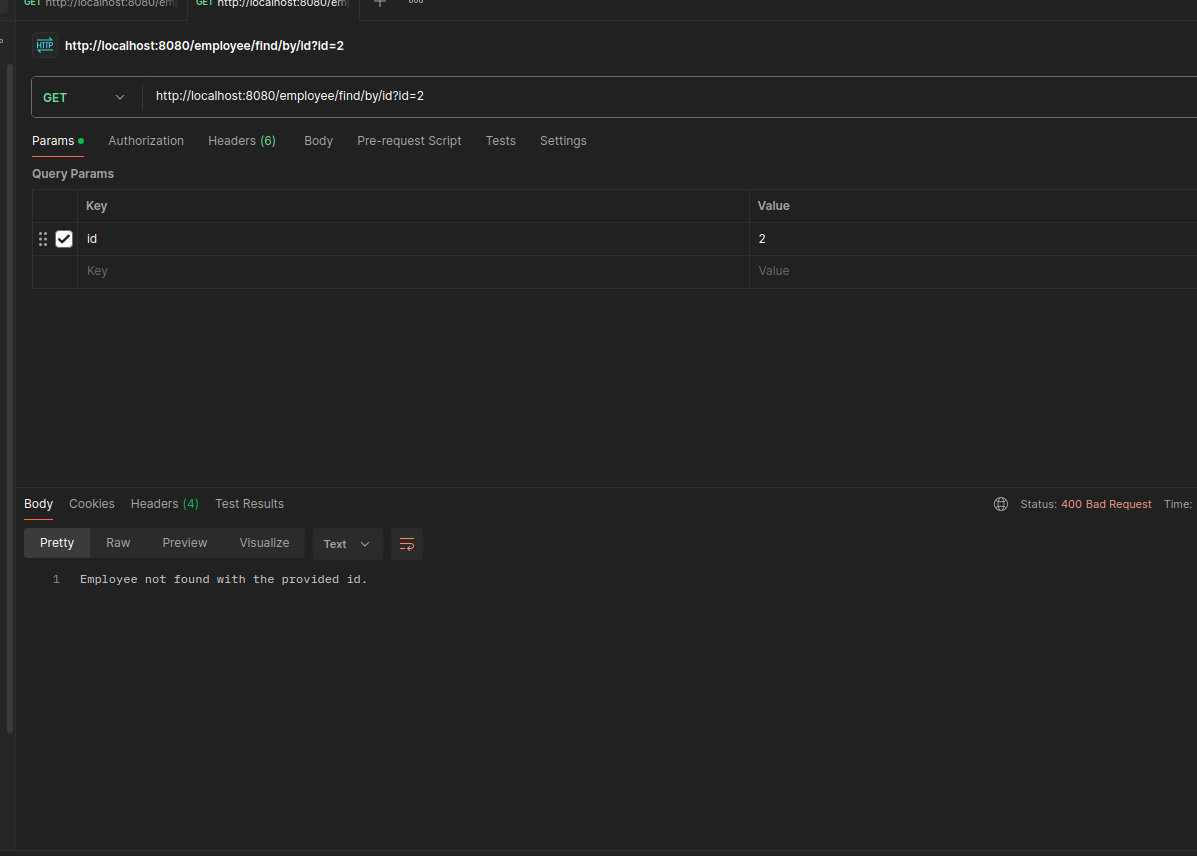 GET http://localhost:8080/em
GET http://localhost:8080/em
HTTP http://localhost:8080/employee/find/by/id?id=2
GET http://localhost:8080/employee/find/by/id?id=2
Params Authorization Headers (6) Body Pre-request Script Tests Settings
Query Params
Key Value
id 2
Key Value
Body Cookies Headers (4) Test Results Status: 400 Bad Request Time:
Pretty Raw Preview Visualize Text
1 Employee not found with the provided id.